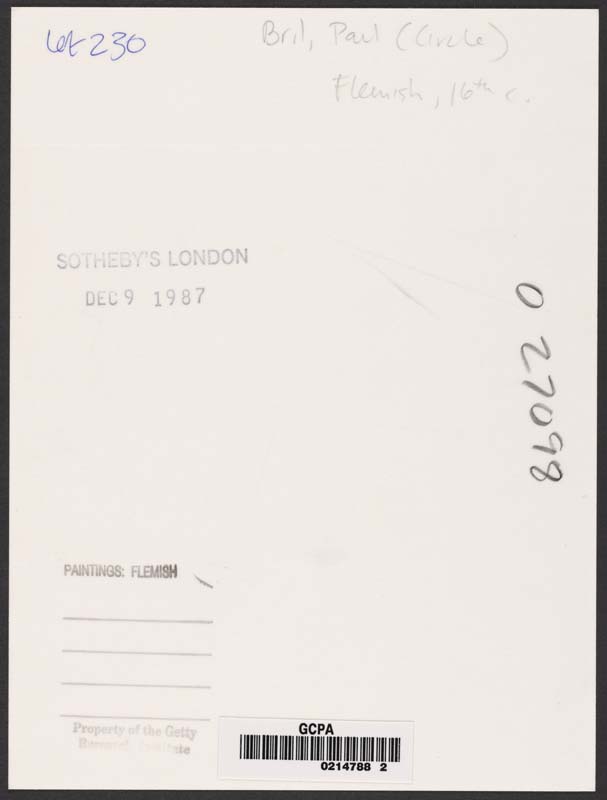 Lot 230
Bril, Paul (Circle)
Flemish, 16th c.
SOTHEBY'S LONDON
DEC 9 1987
0 27098
PAINTINGS: FLEMISH
Property of the Getty
Research Institute
GCPA
0214788 2